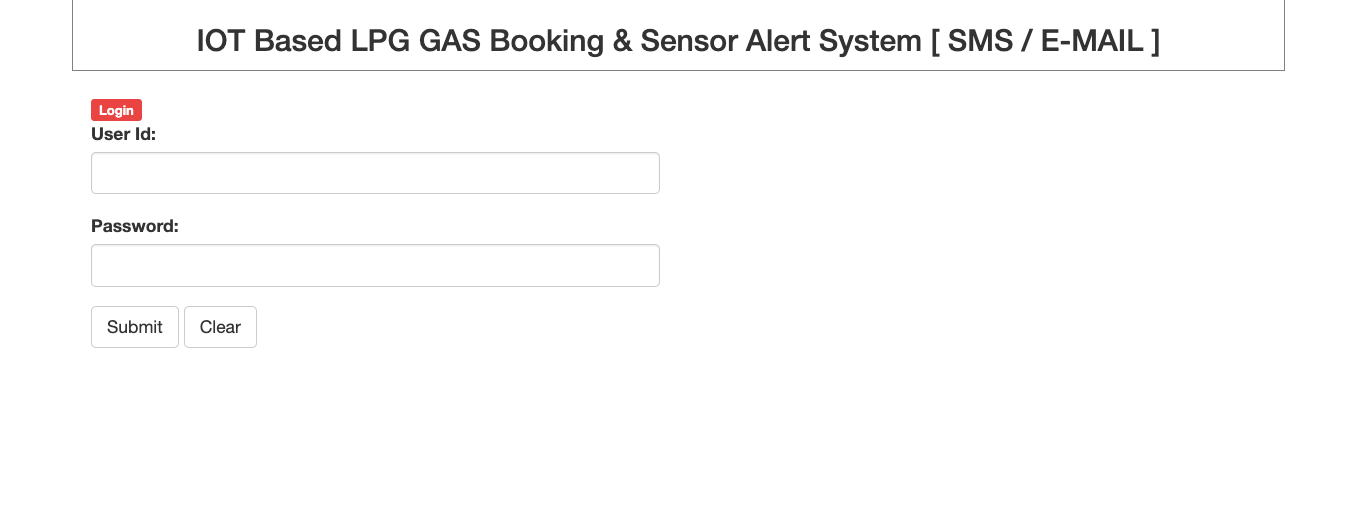 IOT Based LPG GAS Booking & Sensor Alert System [ SMS / E-MAIL ]
Login
User Id:
Password:
Submit Clear